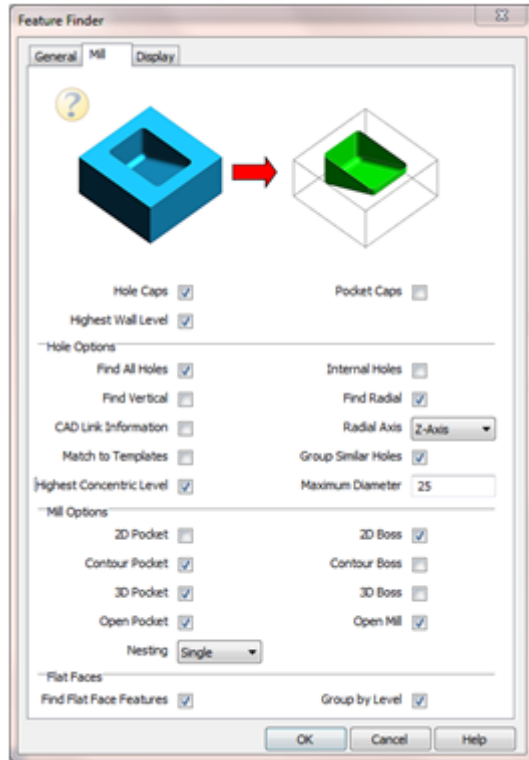 Feature Finder
General Mill Display
?
Hole Caps Pocket Caps
Highest Wall Level
Hole Options
Find All Holes Internal Holes
Find Vertical Find Radial
CAD Link Information Radial Axis Z-Axis
Match to Templates Group Similar Holes
Highest Concentric Level Maximum Diameter 25
Mill Options
2D Pocket 2D Boss
Contour Pocket Contour Boss
3D Pocket 3D Boss
Open Pocket Open Mill
Nesting Single
Flat Faces
Find Flat Face Features Group by Level
OK Cancel Help